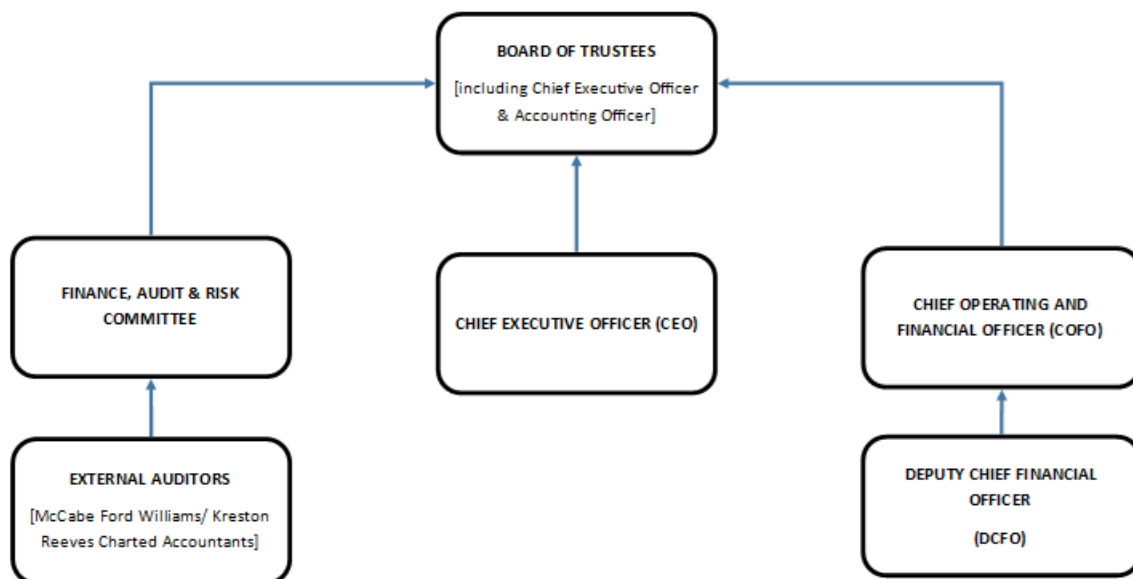 BOARD OF TRUSTEES
[including Chief Executive Officer
& Accounting Officer]
FINANCE, AUDIT & RISK
COMMITTEE
CHIEF EXECUTIVE OFFICER (CEO)
CHIEF OPERATING AND
FINANCIAL OFFICER (COFO)
EXTERNAL AUDITORS
[McCabe Ford Williams/ Kreston
Reeves Charted Accountants]
DEPUTY CHIEF FINANCIAL
OFFICER
(DCFO)